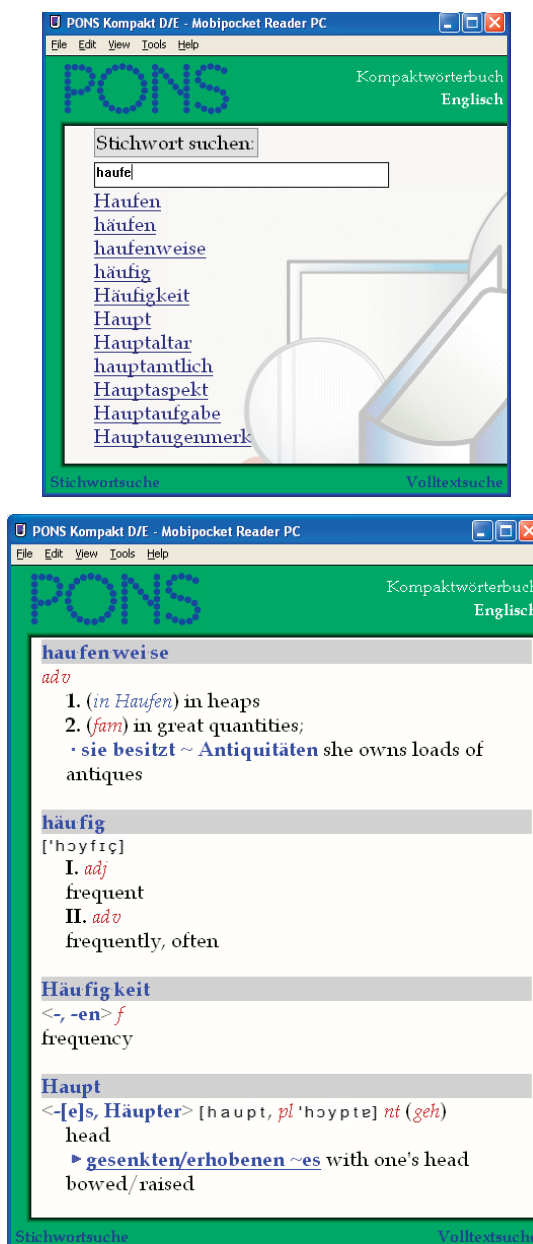 PONS Kompakt D/E - Mobipocket Reader PC
File Edit View Tools Help
PONS
Kompaktwörterbuch
Englisch
Stichwort suchen:
haufe
Haufen
häufen
haufenweise
häufig
Häufigkeit
Haupt
Hauptaltar
hauptamtlich
Hauptaspekt
Hauptaufgabe
Hauptaugenmerk
Stichwortsuche Volltextsuche
PONS Kompakt D/E - Mobipocket Reader PC
File Edit View Tools Help
PONS
Kompaktwörterbuch
Englisch
hau·fen·wei·se
adv
1. (in Haufen) in heaps
2. (fam) in great quantities;
· sie besitzt ~ Antiquitäten she owns loads of
antiques
häu·fig
['hɔyfɪç]
I. adj
frequent
II. adv
frequently, often
Häu·fig·keit
<-, -en> f
frequency
Haupt
<-[e]s, Häupter> [haupt, pl 'hɔyptɐ] nt (geh)
head
▸ gesenkten/erhobenen ~es with one's head
bowed/raised
Stichwortsuche Volltextsuche